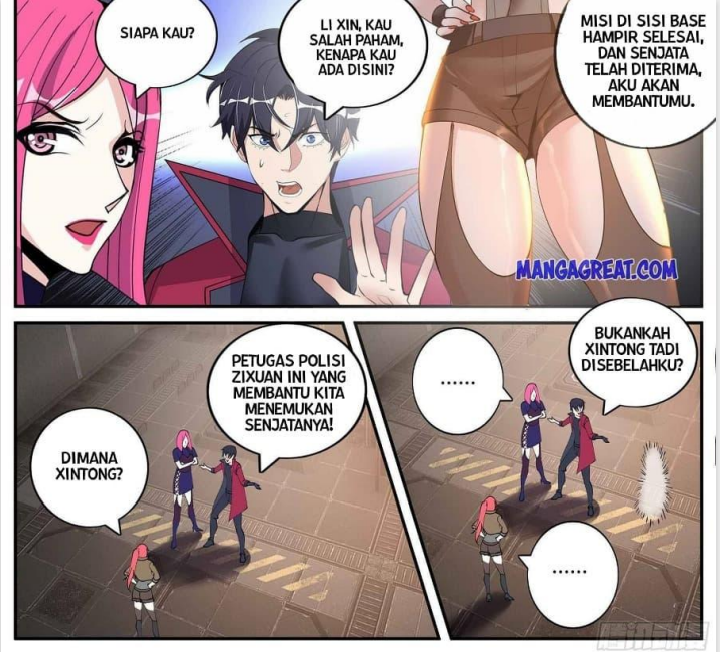 SIAPA KAU?
LI XIN, KAU
SALAH PAHAM,
KENAPA KAU
ADA DISINI?
MISI DI SISI BASE
HAMPIR SELESAI,
DAN SENJATA
TELAH DITERIMA,
AKU AKAN
MEMBANTUMU.
MANGAGREAT.COM
PETUGAS POLISI
ZIXUAN INI YANG
MEMBANTU KITA
MENEMUKAN
SENJATANYA!
DIMANA
XINTONG?
BUKANKAH
XINTONG TADI
DISEBELAHKU?
......
......